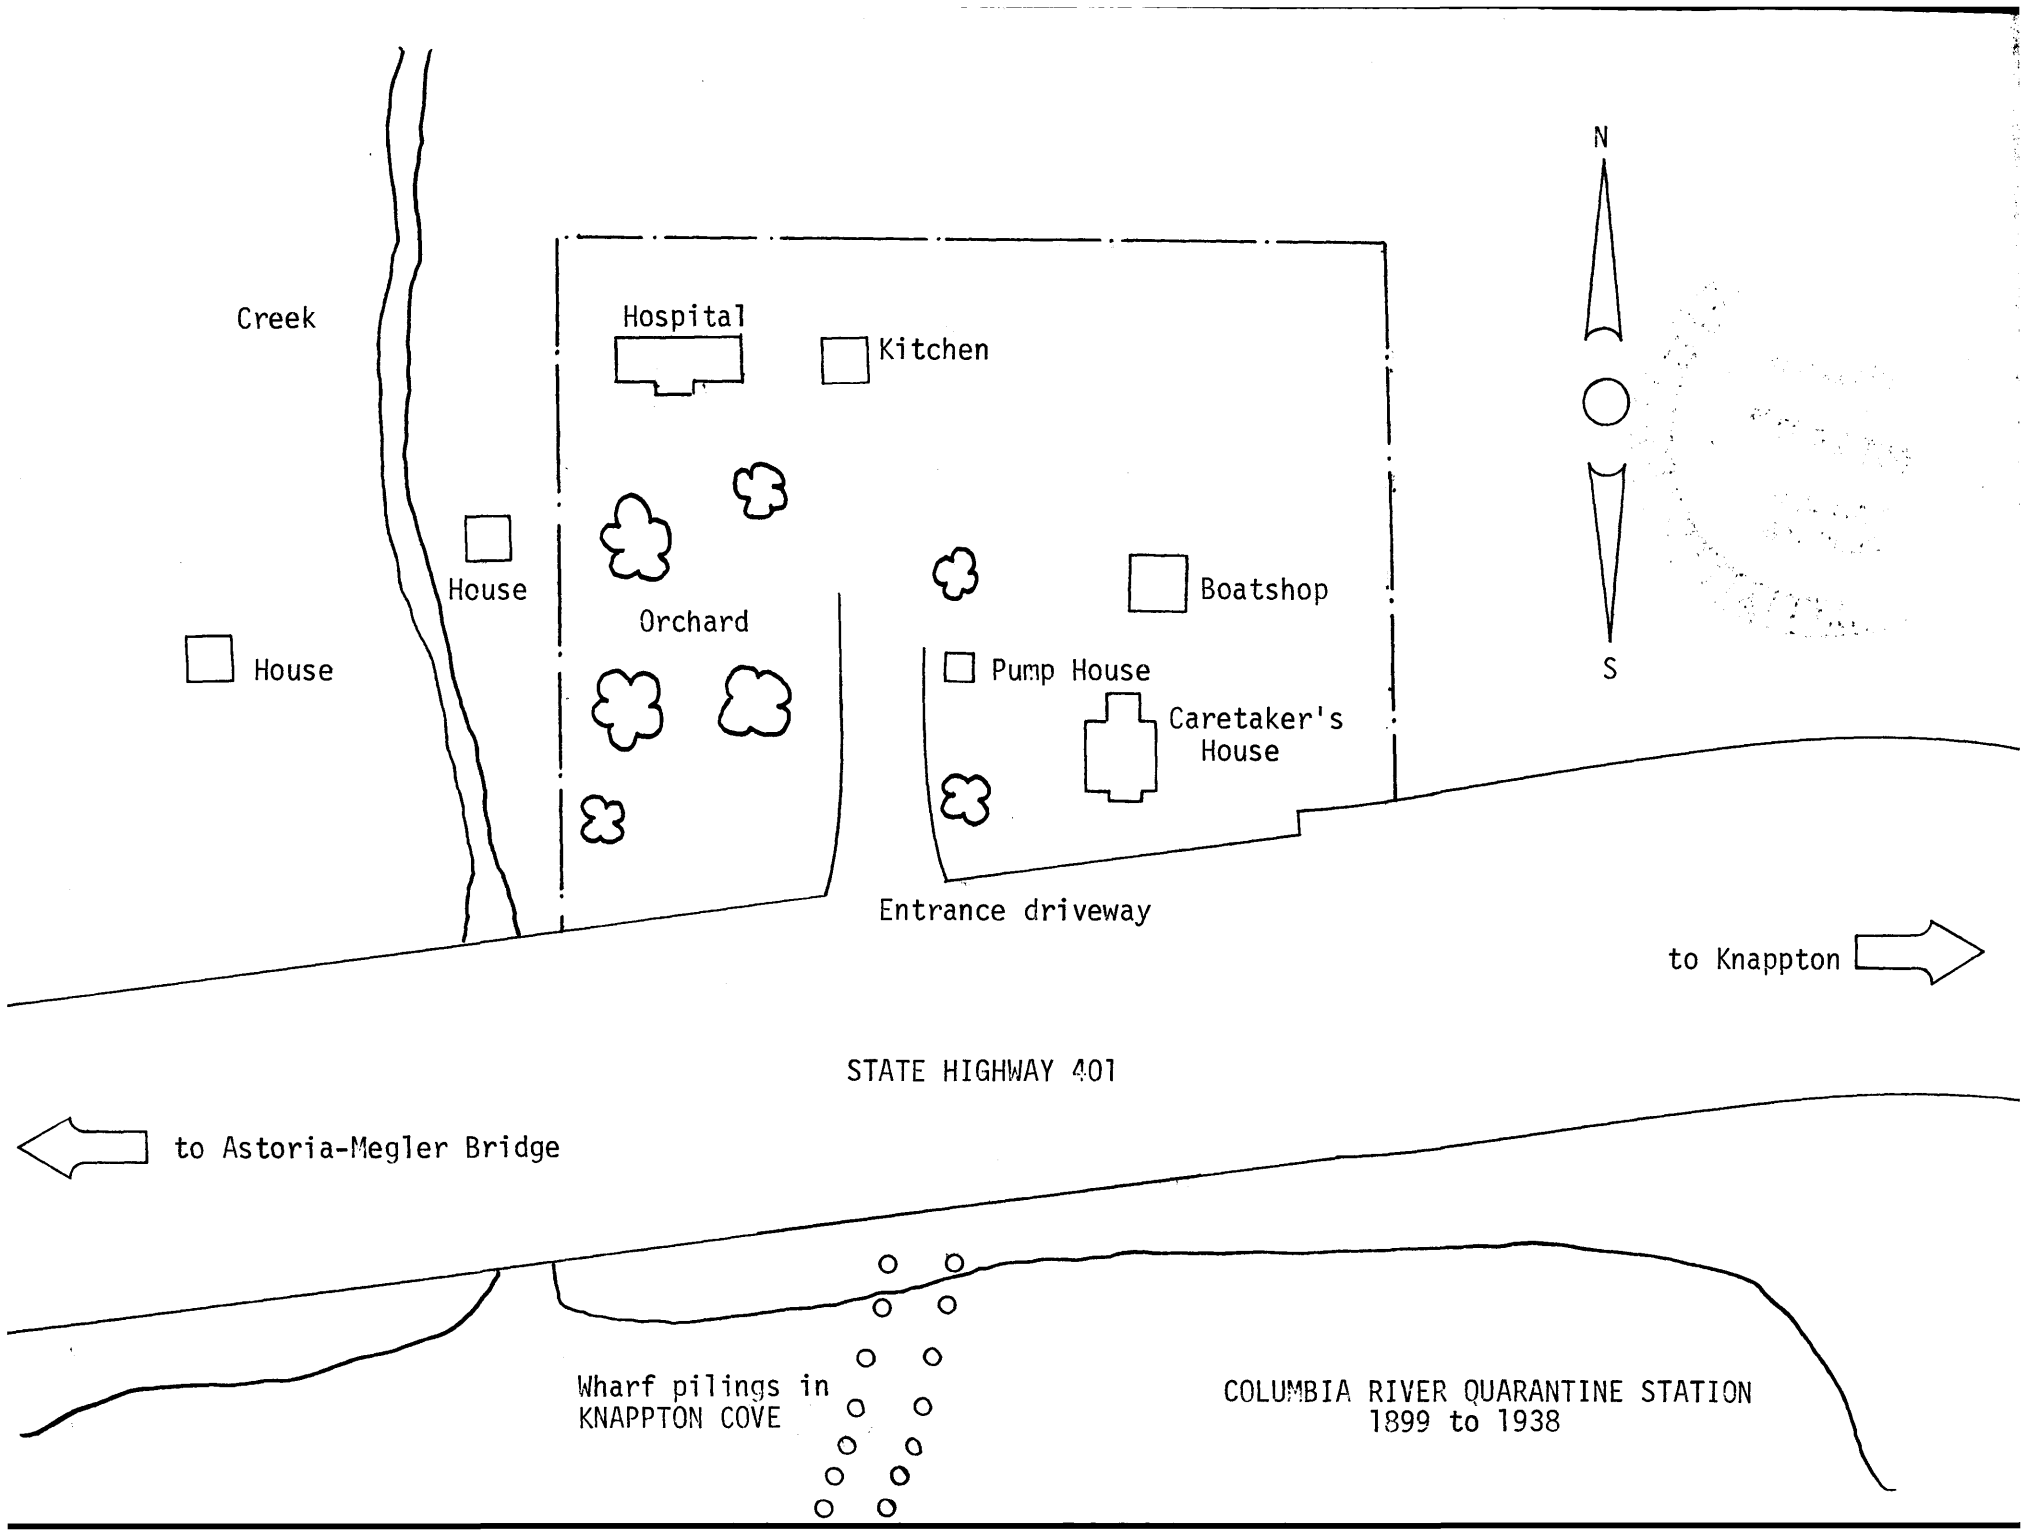 N
Creek
Hospital
Kitchen
House
Boatshop
Orchard
House
Pump House
S
Caretaker's
House
Entrance driveway
to Knappton
STATE HIGHWAY 401
to Astoria-Megler Bridge
Wharf pilings in
KNAPPTON COVE
COLUMBIA RIVER QUARANTINE STATION
1899 to 1938